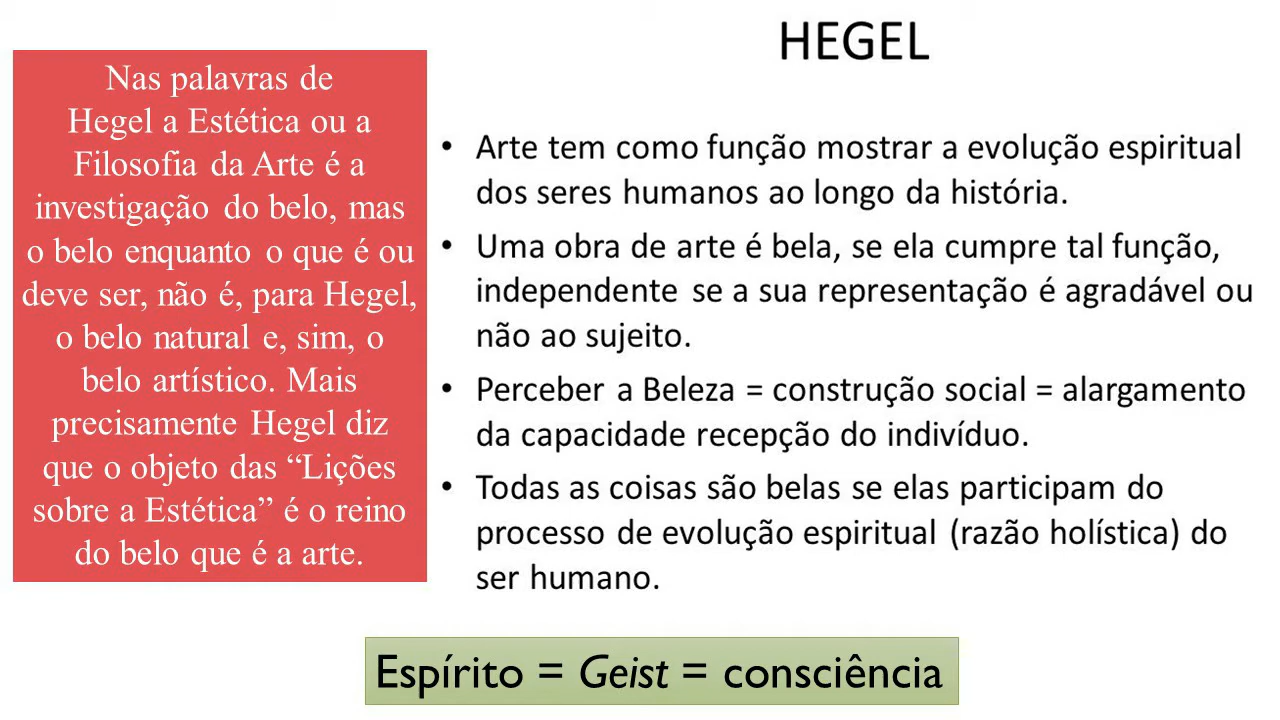 HEGEL
Nas palavras de
Hegel a Estética ou a
Filosofia da Arte é a
investigação do belo, mas
o belo enquanto o que é ou
deve ser, não é, para Hegel,
o belo natural e, sim, o
belo artístico. Mais
precisamente Hegel diz
que o objeto das “Lições
sobre a Estética” é o reino
do belo que é a arte.
• Arte tem como função mostrar a evolução espiritual
dos seres humanos ao longo da história.
• Uma obra de arte é bela, se ela cumpre tal função,
independente se a sua representação é agradável ou
não ao sujeito.
• Perceber a Beleza = construção social = alargamento
da capacidade recepção do indivíduo.
• Todas as coisas são belas se elas participam do
processo de evolução espiritual (razão holística) do
ser humano.
Espírito = Geist = consciência